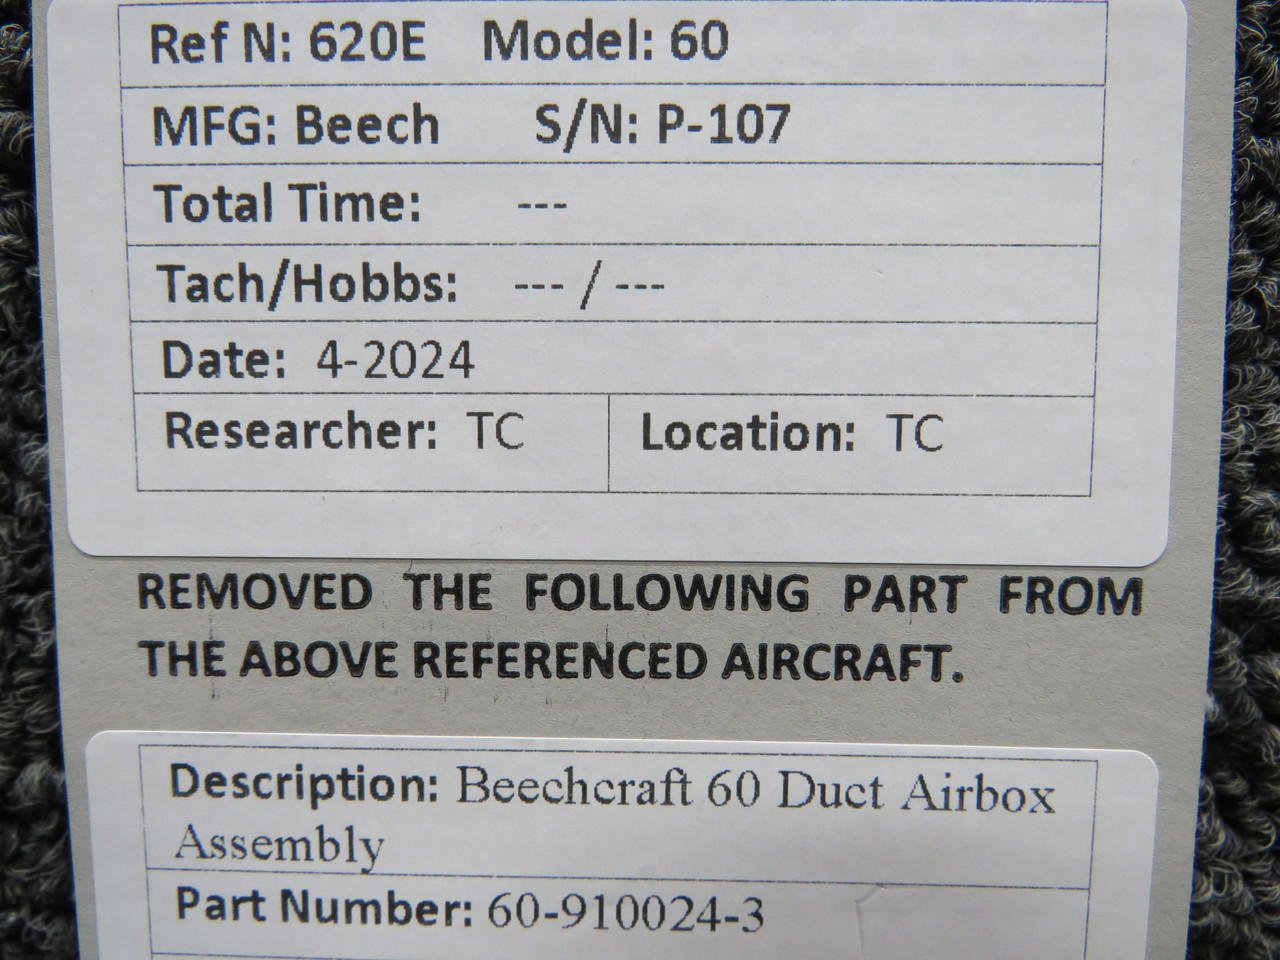 Ref N: 620E Model: 60
MFG: Beech S/N: P-107
Total Time: ---
Tach/Hobbs: --- / ---
Date: 4-2024
Researcher: TC Location: TC
REMOVED THE FOLLOWING PART FROM
THE ABOVE REFERENCED AIRCRAFT.
Description: Beechcraft 60 Duct Airbox
Assembly
Part Number: 60-910024-3